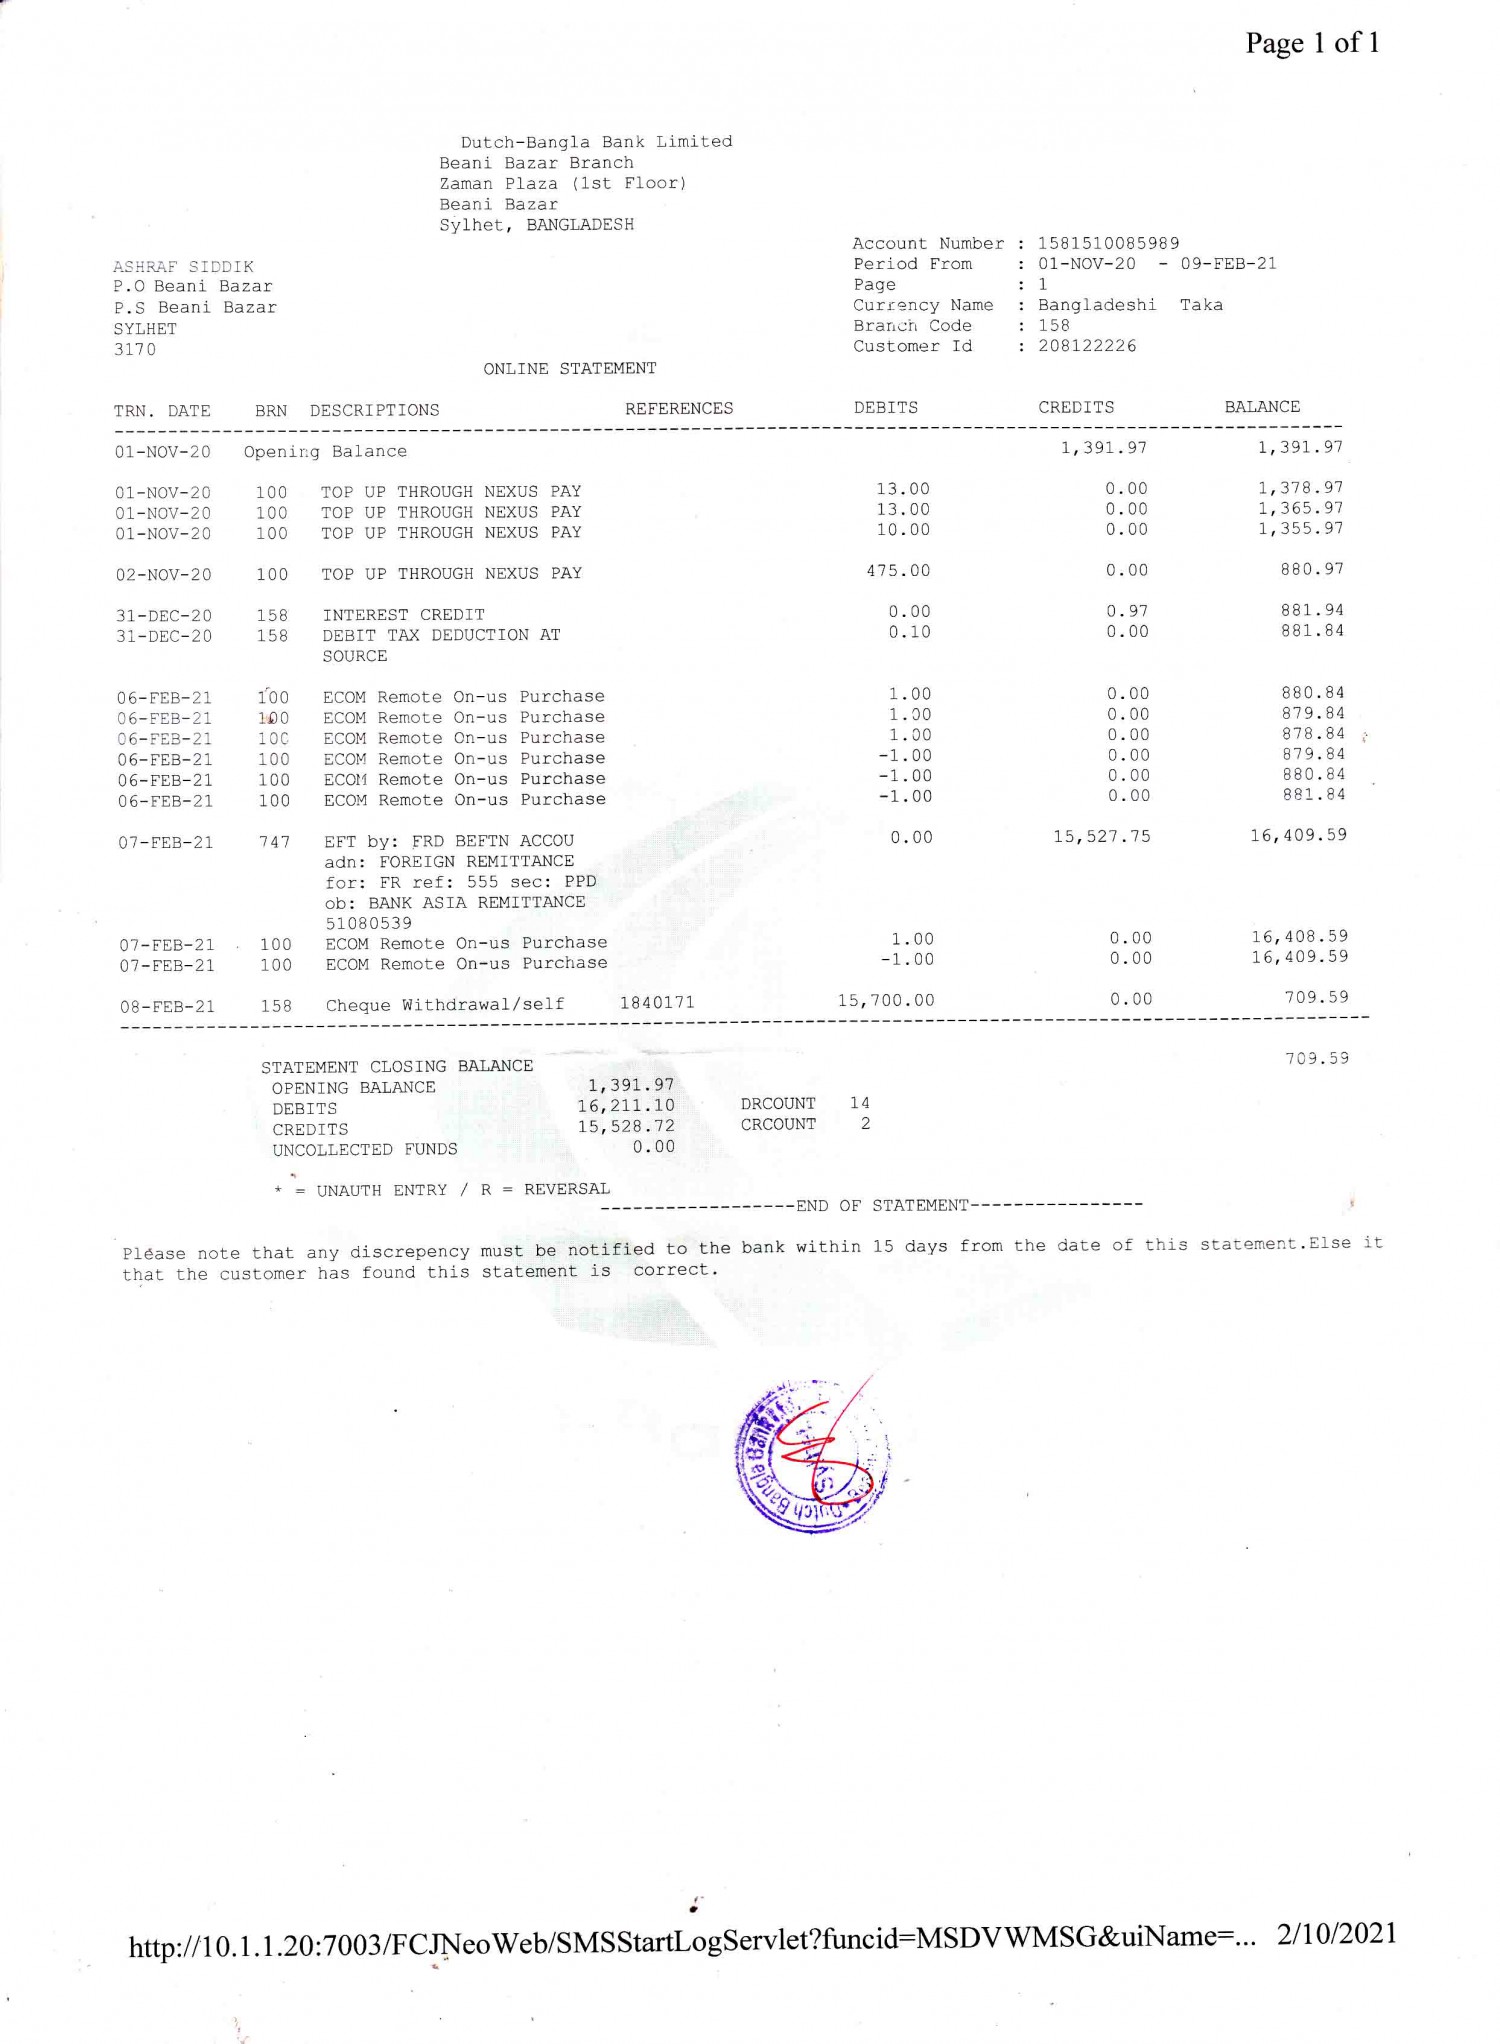 Page 1 of 1
Dutch-Bangla Bank Limited
Beani Bazar Branch
Zaman Plaza (1st Floor)
Beani Bazar
Sylhet, BANGLADESH
Account Number : 1581510085989
Period From : 01-NOV-20 - 09-FEB-21
Page : 1
Currency Name : Bangladeshi Taka
Branch Code : 158
Customer Id : 208122226
ASHRAF SIDDIK
P.O Beani Bazar
P.S Beani Bazar
SYLHET
3170
ONLINE STATEMENT
TRN. DATE BRN DESCRIPTIONS REFERENCES DEBITS CREDITS BALANCE
01-NOV-20 Opening Balance 1,391.97 1,391.97
01-NOV-20 100 TOP UP THROUGH NEXUS PAY 13.00 0.00 1,378.97
01-NOV-20 100 TOP UP THROUGH NEXUS PAY 13.00 0.00 1,365.97
01-NOV-20 100 TOP UP THROUGH NEXUS PAY 10.00 0.00 1,355.97
02-NOV-20 100 TOP UP THROUGH NEXUS PAY 475.00 0.00 880.97
31-DEC-20 158 INTEREST CREDIT 0.00 0.97 881.94
31-DEC-20 158 DEBIT TAX DEDUCTION AT 0.10 0.00 881.84
SOURCE
06-FEB-21 100 ECOM Remote On-us Purchase 1.00 0.00 880.84
06-FEB-21 100 ECOM Remote On-us Purchase 1.00 0.00 879.84
06-FEB-21 100 ECOM Remote On-us Purchase 1.00 0.00 878.84
06-FEB-21 100 ECOM Remote On-us Purchase -1.00 0.00 879.84
06-FEB-21 100 ECOM Remote On-us Purchase -1.00 0.00 880.84
06-FEB-21 100 ECOM Remote On-us Purchase -1.00 0.00 881.84
07-FEB-21 747 EFT by: FRD BEFTN ACCOU 0.00 15,527.75 16,409.59
adn: FOREIGN REMITTANCE
for: FR ref: 555 sec: PPD
ob: BANK ASIA REMITTANCE
51080539
07-FEB-21 100 ECOM Remote On-us Purchase 1.00 0.00 16,408.59
07-FEB-21 100 ECOM Remote On-us Purchase -1.00 0.00 16,409.59
08-FEB-21 158 Cheque Withdrawal/self 1840171 15,700.00 0.00 709.59
STATEMENT CLOSING BALANCE 709.59
OPENING BALANCE 1,391.97
DEBITS 16,211.10 DRCOUNT 14
CREDITS 15,528.72 CRCOUNT 2
UNCOLLECTED FUNDS 0.00
* = UNAUTH ENTRY / R = REVERSAL
------------------END OF STATEMENT----------------
Please note that any discrepency must be notified to the bank within 15 days from the date of this statement.Else it
that the customer has found this statement is correct.
Dutch Bangla Bank
http://10.1.1.20:7003/FCJNeoWeb/SMSStartLogServlet?funcid=MSDVWMSG&uiName=... 2/10/2021